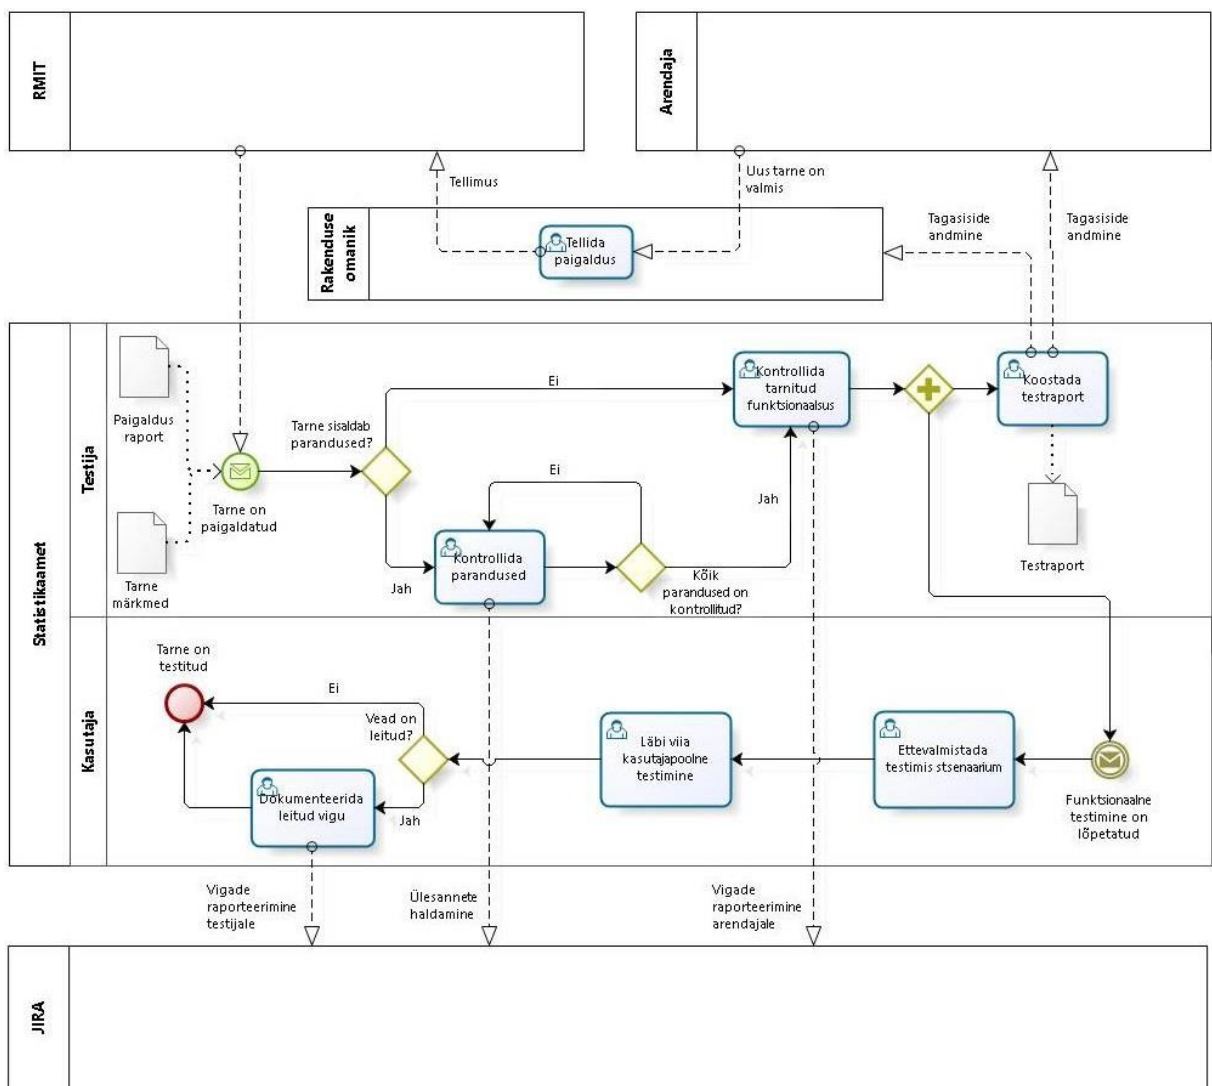 RMIT
Arendaja
Tellimus
Uus tarne on
valmis
Rakenduse
omanik
Tellida
paigaldus
Tagasiside
andmine
Tagasiside
andmine
Statistikaamet
Testija
Paigaldus
raport
Tarne
märkmed
Tarne on
paigaldatud
Tarne sisaldab
parandused?
Ei
Jah
Kontrollida
parandused
Ei
Kõik
parandused on
kontrollitud?
Jah
Kontrollida
tarnitud
funktsionaalsus
Koostada
testraport
Testraport
Kasutaja
Tarne on
testitud
Ei
Vead on
leitud?
Jah
Dokumenteerida
leitud vigu
Läbi viia
kasutajapoolne
testimine
Ettevalmistada
testimis stsenaarium
Funktsionaalne
testimine on
lõpetatud
Vigade
raporteerimine
testijale
Ülesannete
haldamine
Vigade
raporteerimine
arendajale
JIRA